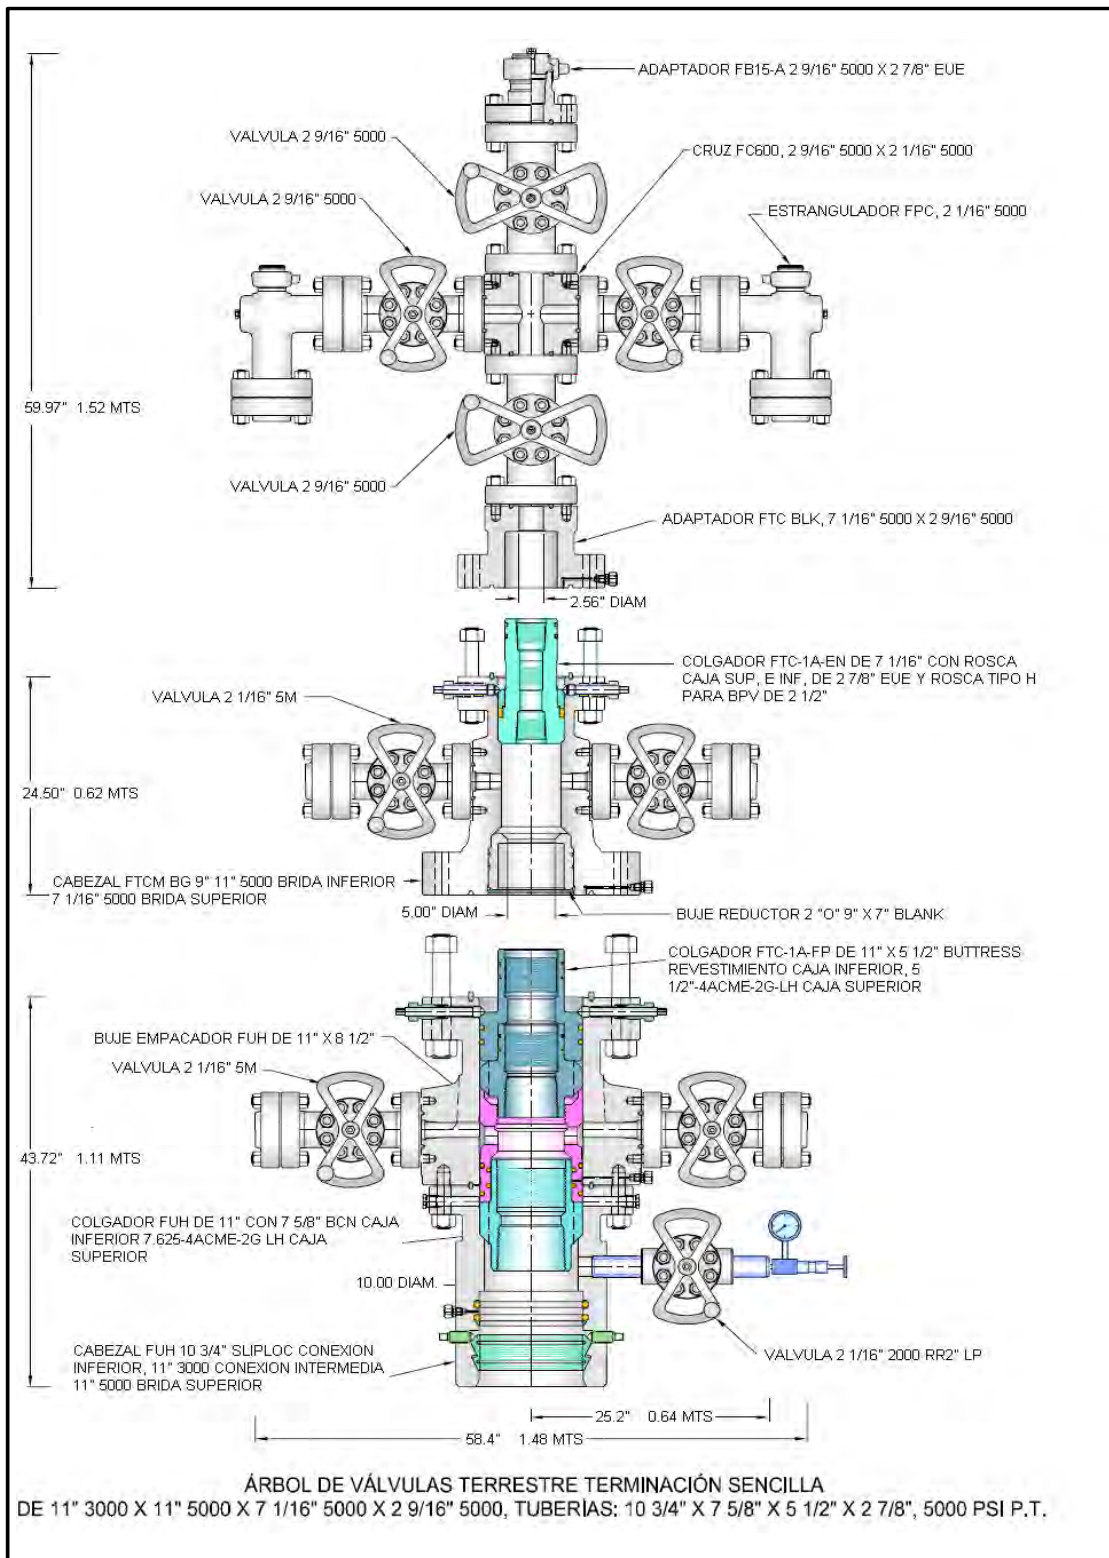 ADAPTADOR FB15-A 2 9/16" 5000 X 2 7/8" EUE
VALVULA 2 9/16" 5000
CRUZ FC600, 2 9/16" 5000 X 2 1/16" 5000
VALVULA 2 9/16" 5000
ESTRANGULADOR FPC, 2 1/16" 5000
59.97" 1.52 MTS
VALVULA 2 9/16" 5000
ADAPTADOR FTC BLK, 7 1/16" 5000 X 2 9/16" 5000
2.56" DIAM
COLGADOR FTC-1A-EN DE 7 1/16" CON ROSCA
CAJA SUP, E INF, DE 2 7/8" EUE Y ROSCA TIPO H
PARA BPV DE 2 1/2"
VALVULA 2 1/16" 5M
24.50" 0.62 MTS
CABEZAL FTCM BG 9" 11" 5000 BRIDA INFERIOR
7 1/16" 5000 BRIDA SUPERIOR
5.00" DIAM
BUJE REDUCTOR 2 "O" 9" X 7" BLANK
COLGADOR FTC-1A-FP DE 11" X 5 1/2" BUTTRESS
REVESTIMIENTO CAJA INFERIOR, 5
1/2"-4ACME-2G-LH CAJA SUPERIOR
BUJE EMPACADOR FUH DE 11" X 8 1/2"
VALVULA 2 1/16" 5M
43.72" 1.11 MTS
COLGADOR FUH DE 11" CON 7 5/8" BCN CAJA
INFERIOR 7.625-4ACME-2G LH CAJA
SUPERIOR
10.00 DIAM.
CABEZAL FUH 10 3/4" SLIPLOC CONEXION
INFERIOR, 11" 3000 CONEXION INTERMEDIA
11" 5000 BRIDA SUPERIOR
VALVULA 2 1/16" 2000 RR2" LP
25.2" 0.64 MTS
58.4" 1.48 MTS
ÁRBOL DE VÁLVULAS TERRESTRE TERMINACIÓN SENCILLA
DE 11" 3000 X 11" 5000 X 7 1/16" 5000 X 2 9/16" 5000, TUBERÍAS: 10 3/4" X 7 5/8" X 5 1/2" X 2 7/8", 5000 PSI P.T.